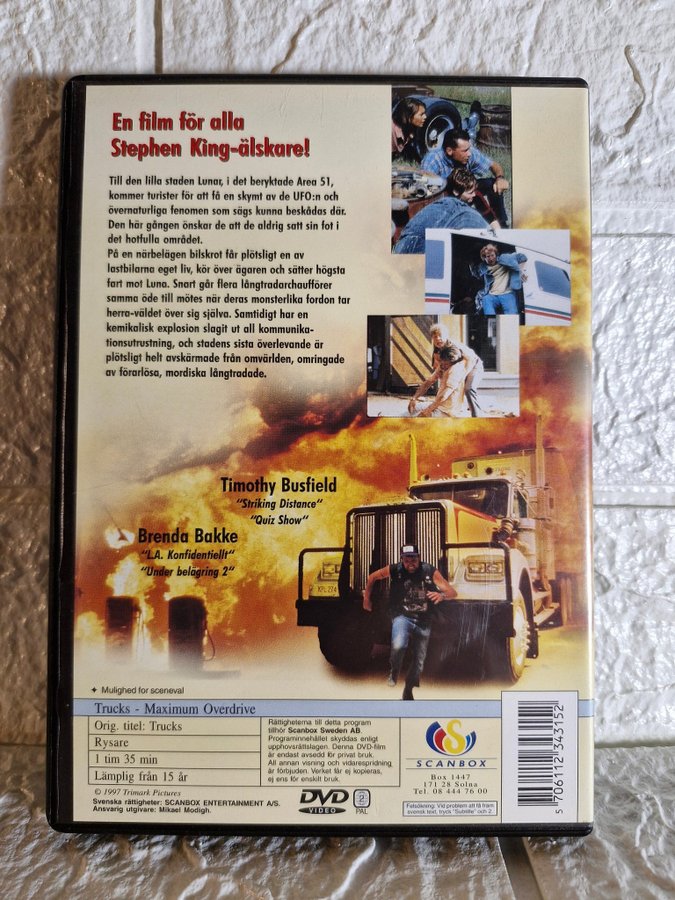 En film för alla
Stephen King-älskare!
Till den lilla staden Lunar, i det beryktade Area 51,
kommer turister för att få en skymt av de UFO:n och
övernaturliga fenomen som sägs kunna beskådas där.
Den här gången önskar de att de aldrig satt sin fot i
det hotfulla området.
På en närbelägen bilskrot får plötsligt en av
lastbilarna eget liv, kör över ägaren och sätter högsta
fart mot Luna. Snart går flera långtradarchaufförer
samma öde till mötes när deras monsterlika fordon tar
herra-väldet över sig själva. Samtidigt har en
kemikalisk explosion slagit ut all kommunika-
tionsutrustning, och stadens sista överlevande är
plötsligt helt avskärmade från omvärlden, omringade
av förarlösa, mordiska långtradade.
Timothy Busfield
"Striking Distance"
"Quiz Show"
Brenda Bakke
"L.A. Konfidentiellt"
"Under belägring 2"
✦ Mulighed for sceneval
Trucks - Maximum Overdrive
Orig. titel: Trucks
Rysare
1 tim 35 min
Lämplig från 15 år
© 1997 Trimark Pictures
Svenska rättigheter: SCANBOX ENTERTAINMENT A/S.
Ansvarig utgivare: Mikael Modigh.
Rättigheterna till detta program
tillhör Scanbox Sweden AB.
Programinnehållet skyddas enligt
upphovsrättslagen. Denna DVD-film
är endast avsedd för privat bruk.
All annan visning och vidarespridning,
är förbjuden. Verket får ej kopieras,
ej ens för enskilt bruk.
DVD
VIDEO
2
PAL
S
SCANBOX
Box 1447
171 28 Solna
Tel. 08 444 76 00
Felsökning: Vid problem att få fram
svensk text, tryck "Subtitle" och 2.
5 706112 343152